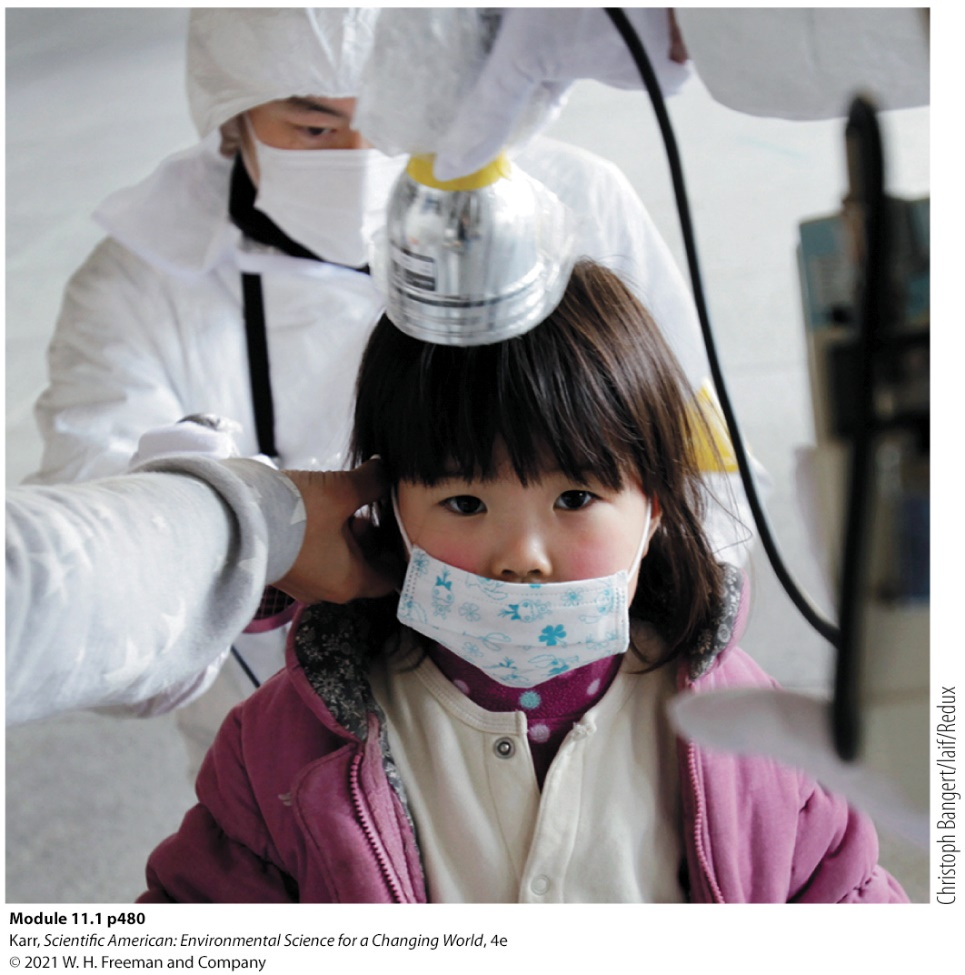 Christoph Bangert/laif/Redux
Module 11.1 p480
Karr, Scientific American: Environmental Science for a Changing World, 4e
© 2021 W. H. Freeman and Company